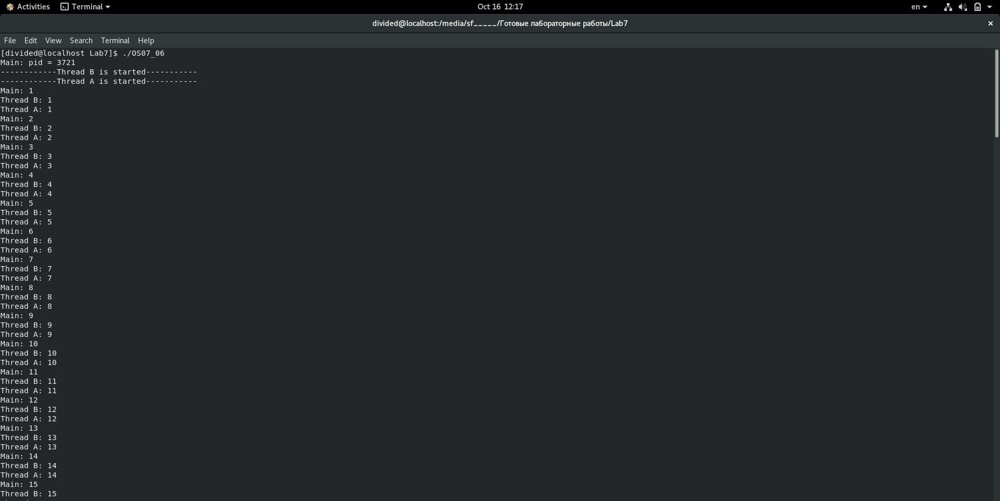 Activities Terminal Oct 16 12:17 en
divided@localhost:/media/sf_____/Готовые лабораторные работы/Lab7
File Edit View Search Terminal Help
[divided@localhost Lab7]$ ./OS07_06
Main: pid = 3721
------------Thread B is started-----------
------------Thread A is started-----------
Main: 1
Thread B: 1
Thread A: 1
Main: 2
Thread B: 2
Thread A: 2
Main: 3
Thread B: 3
Thread A: 3
Main: 4
Thread B: 4
Thread A: 4
Main: 5
Thread B: 5
Thread A: 5
Main: 6
Thread B: 6
Thread A: 6
Main: 7
Thread B: 7
Thread A: 7
Main: 8
Thread B: 8
Thread A: 8
Main: 9
Thread B: 9
Thread A: 9
Main: 10
Thread B: 10
Thread A: 10
Main: 11
Thread B: 11
Thread A: 11
Main: 12
Thread B: 12
Thread A: 12
Main: 13
Thread B: 13
Thread A: 13
Main: 14
Thread B: 14
Thread A: 14
Main: 15
Thread B: 15